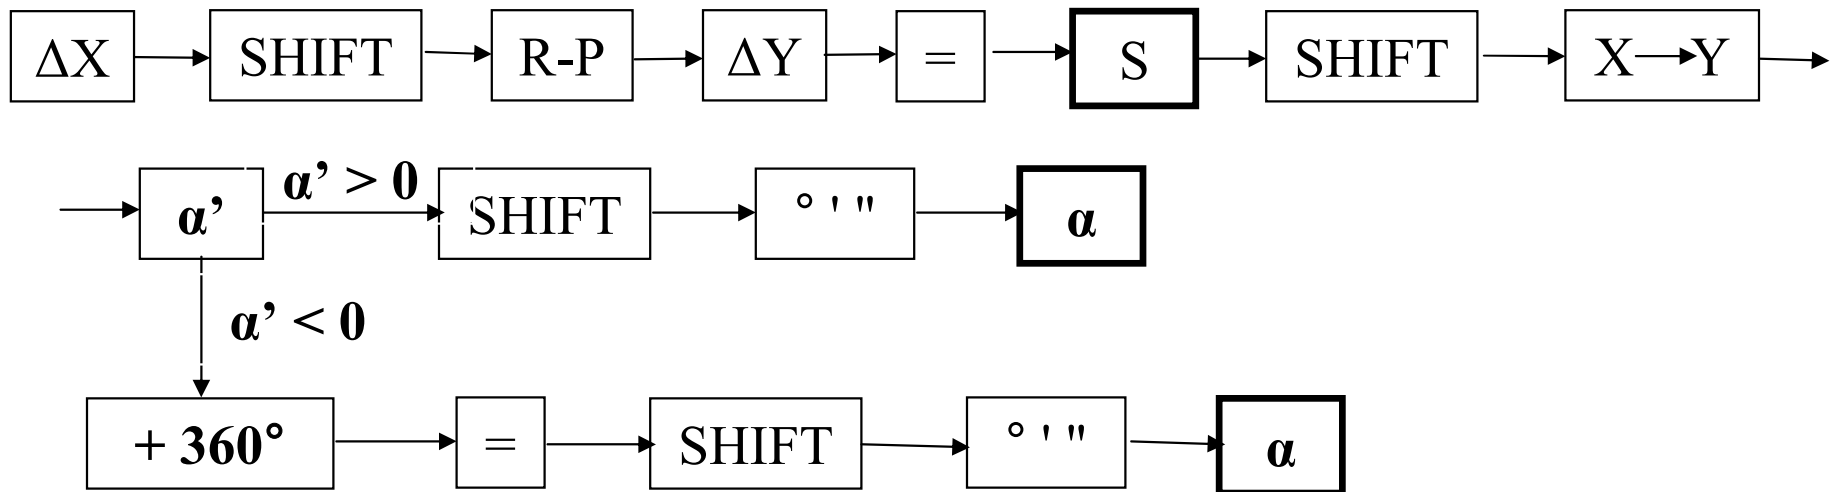 ΔX SHIFT R-P ΔY = S SHIFT X→Y
α’ α’ > 0 SHIFT ° ' " α
α’ < 0
+ 360° = SHIFT ° ' " α